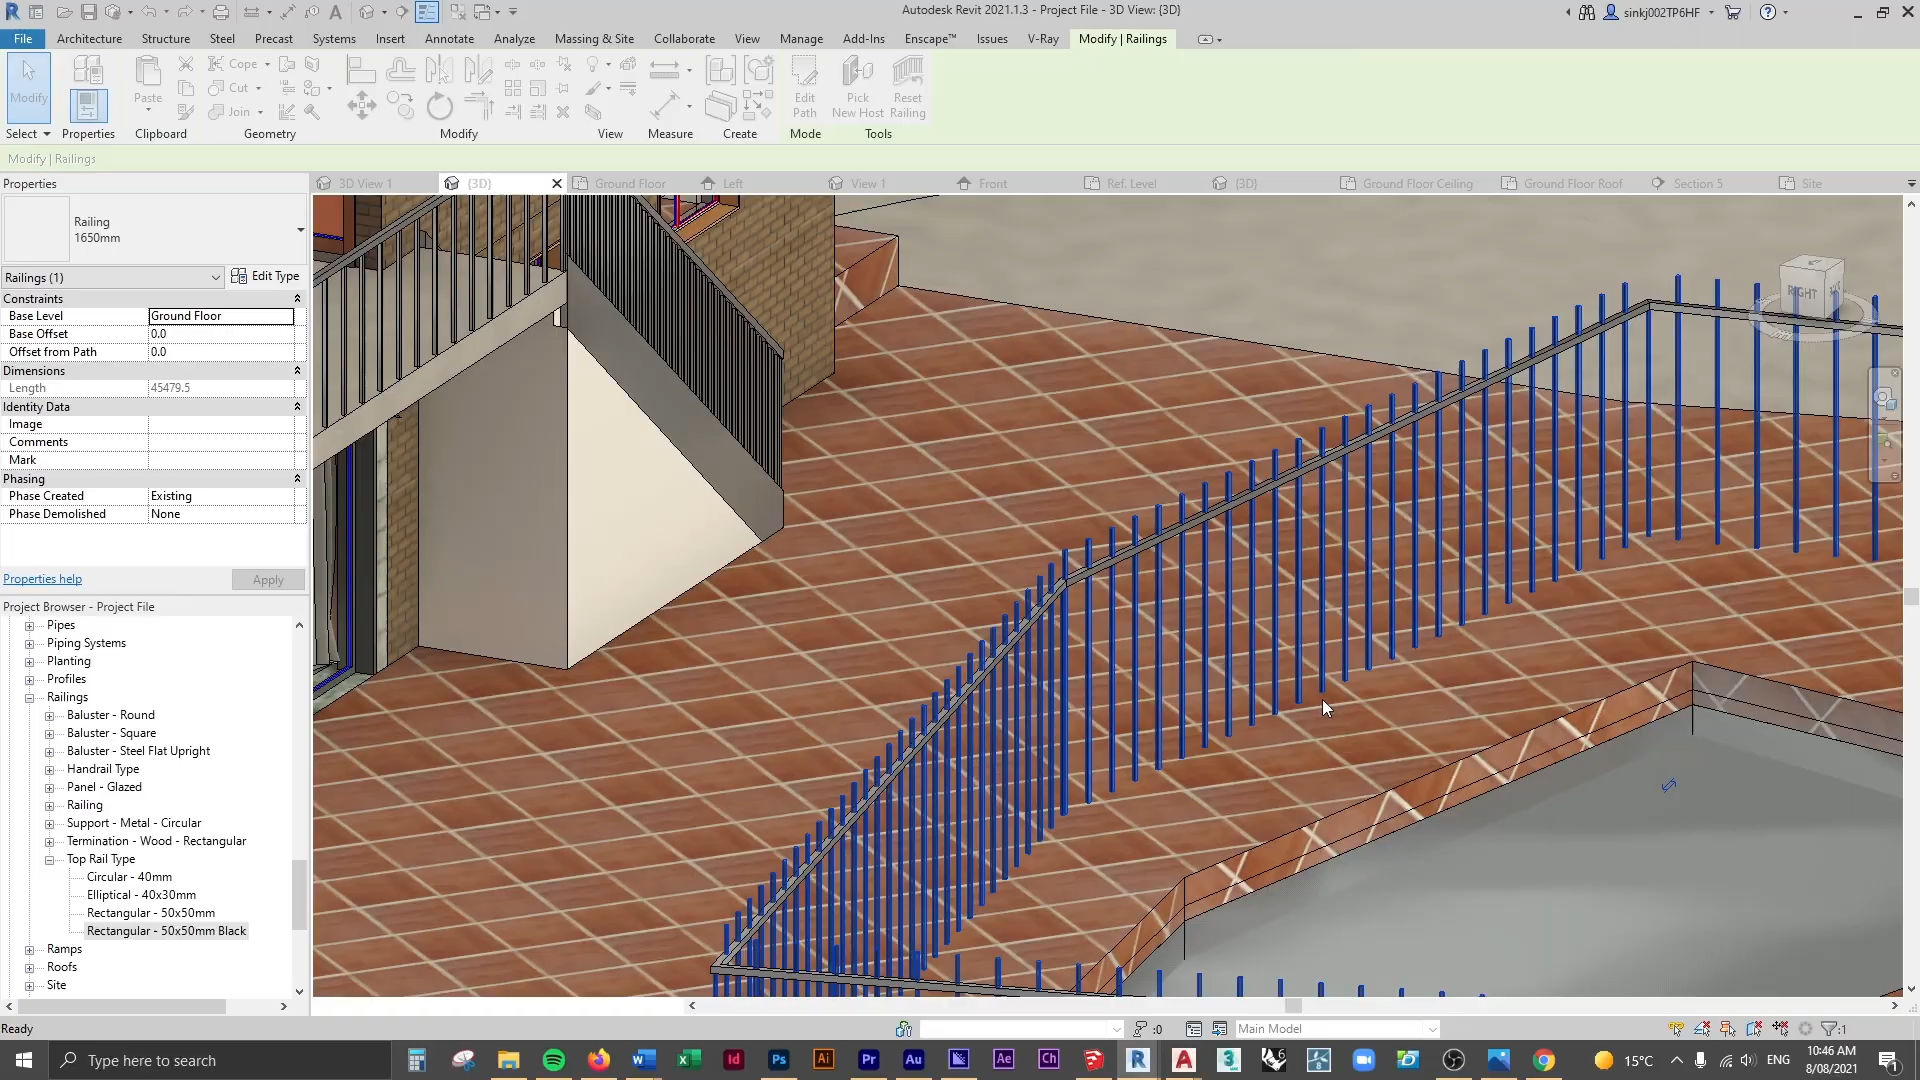 Autodesk Revit 2021.1.3 - Project File - 3D View: {3D}
sinkj002TP6HF
File
Architecture
Structure
Steel
Precast
Systems
Insert
Annotate
Analyze
Massing & Site
Collaborate
View
Manage
Add-Ins
Enscape™
Issues
V-Ray
Modify | Railings
Modify
Paste
Cope
Cut
Join
Edit
Path
Pick
New Host
Reset
Railing
Select
Properties
Clipboard
Geometry
Modify
View
Measure
Create
Mode
Tools
Modify | Railings
Properties
3D View 1
{3D}
Ground Floor
Left
View 1
Front
Ref. Level
{3D}
Ground Floor Ceiling
Ground Floor Roof
Section 5
Site
Railing
1650mm
Railings (1)
Edit Type
Constraints
Base Level
Ground Floor
Base Offset
0.0
Offset from Path
0.0
Dimensions
Length
45479.5
Identity Data
Image
Comments
Mark
Phasing
Phase Created
Existing
Phase Demolished
None
Properties help
Apply
RIGHT
Project Browser - Project File
Pipes
Piping Systems
Planting
Profiles
Railings
Baluster - Round
Baluster - Square
Baluster - Steel Flat Upright
Handrail Type
Panel - Glazed
Railing
Support - Metal - Circular
Termination - Wood - Rectangular
Top Rail Type
Circular - 40mm
Elliptical - 40x30mm
Rectangular - 50x50mm
Rectangular - 50x50mm Black
Ramps
Roofs
Site
Ready
:0
Main Model
:1
Type here to search
15°C
ENG
10:46 AM
8/08/2021